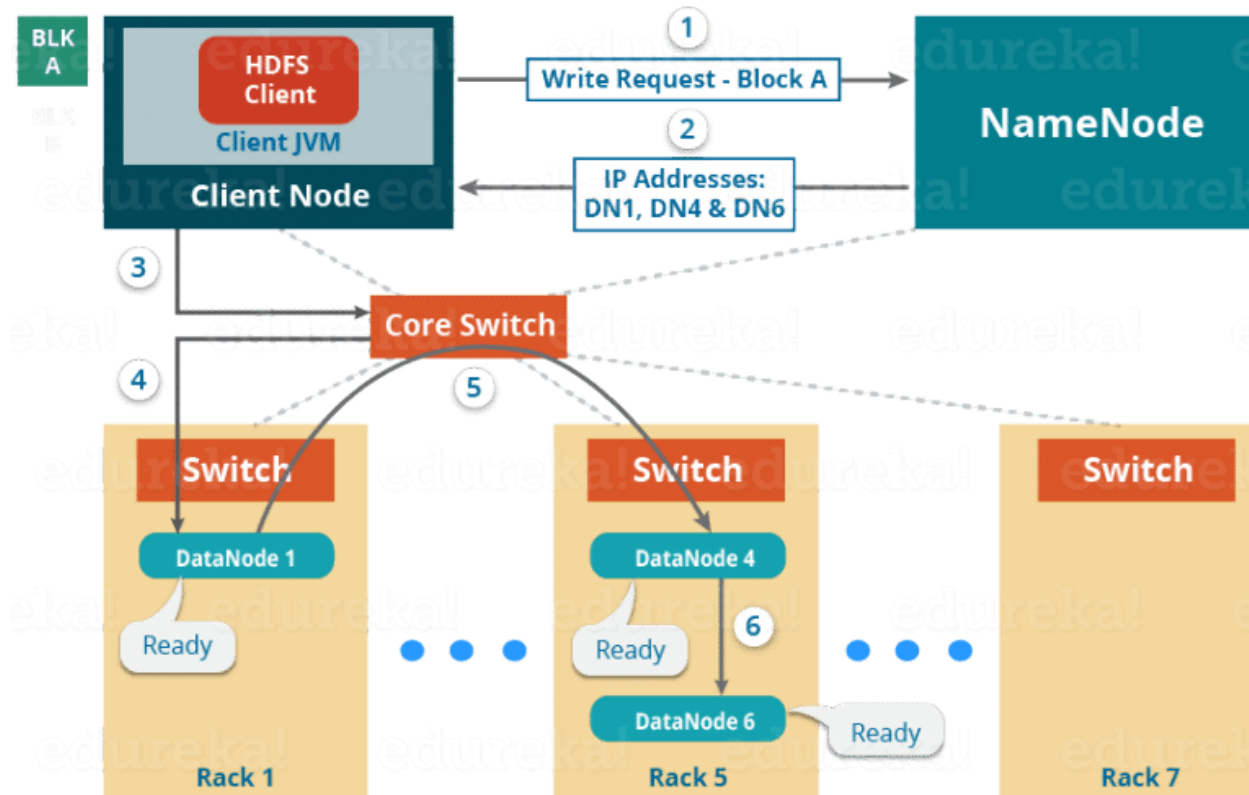 BLK
A
BLK
B
HDFS
Client
Client JVM
Client Node
1
Write Request - Block A
2
IP Addresses:
DN1, DN4 & DN6
NameNode
3
Core Switch
4
5
Switch
Switch
Switch
DataNode 1
DataNode 4
Ready
Ready
6
DataNode 6
Ready
Rack 1
Rack 5
Rack 7
edureka!